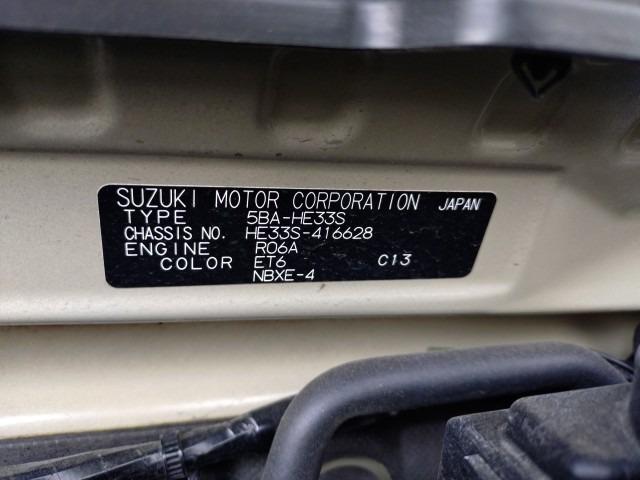 SUZUKI MOTOR CORPORATION JAPAN
TYPE 5BA-HE33S
CHASSIS NO. HE33S-416628
ENGINE R06A
COLOR ET6 C13
NBXE-4